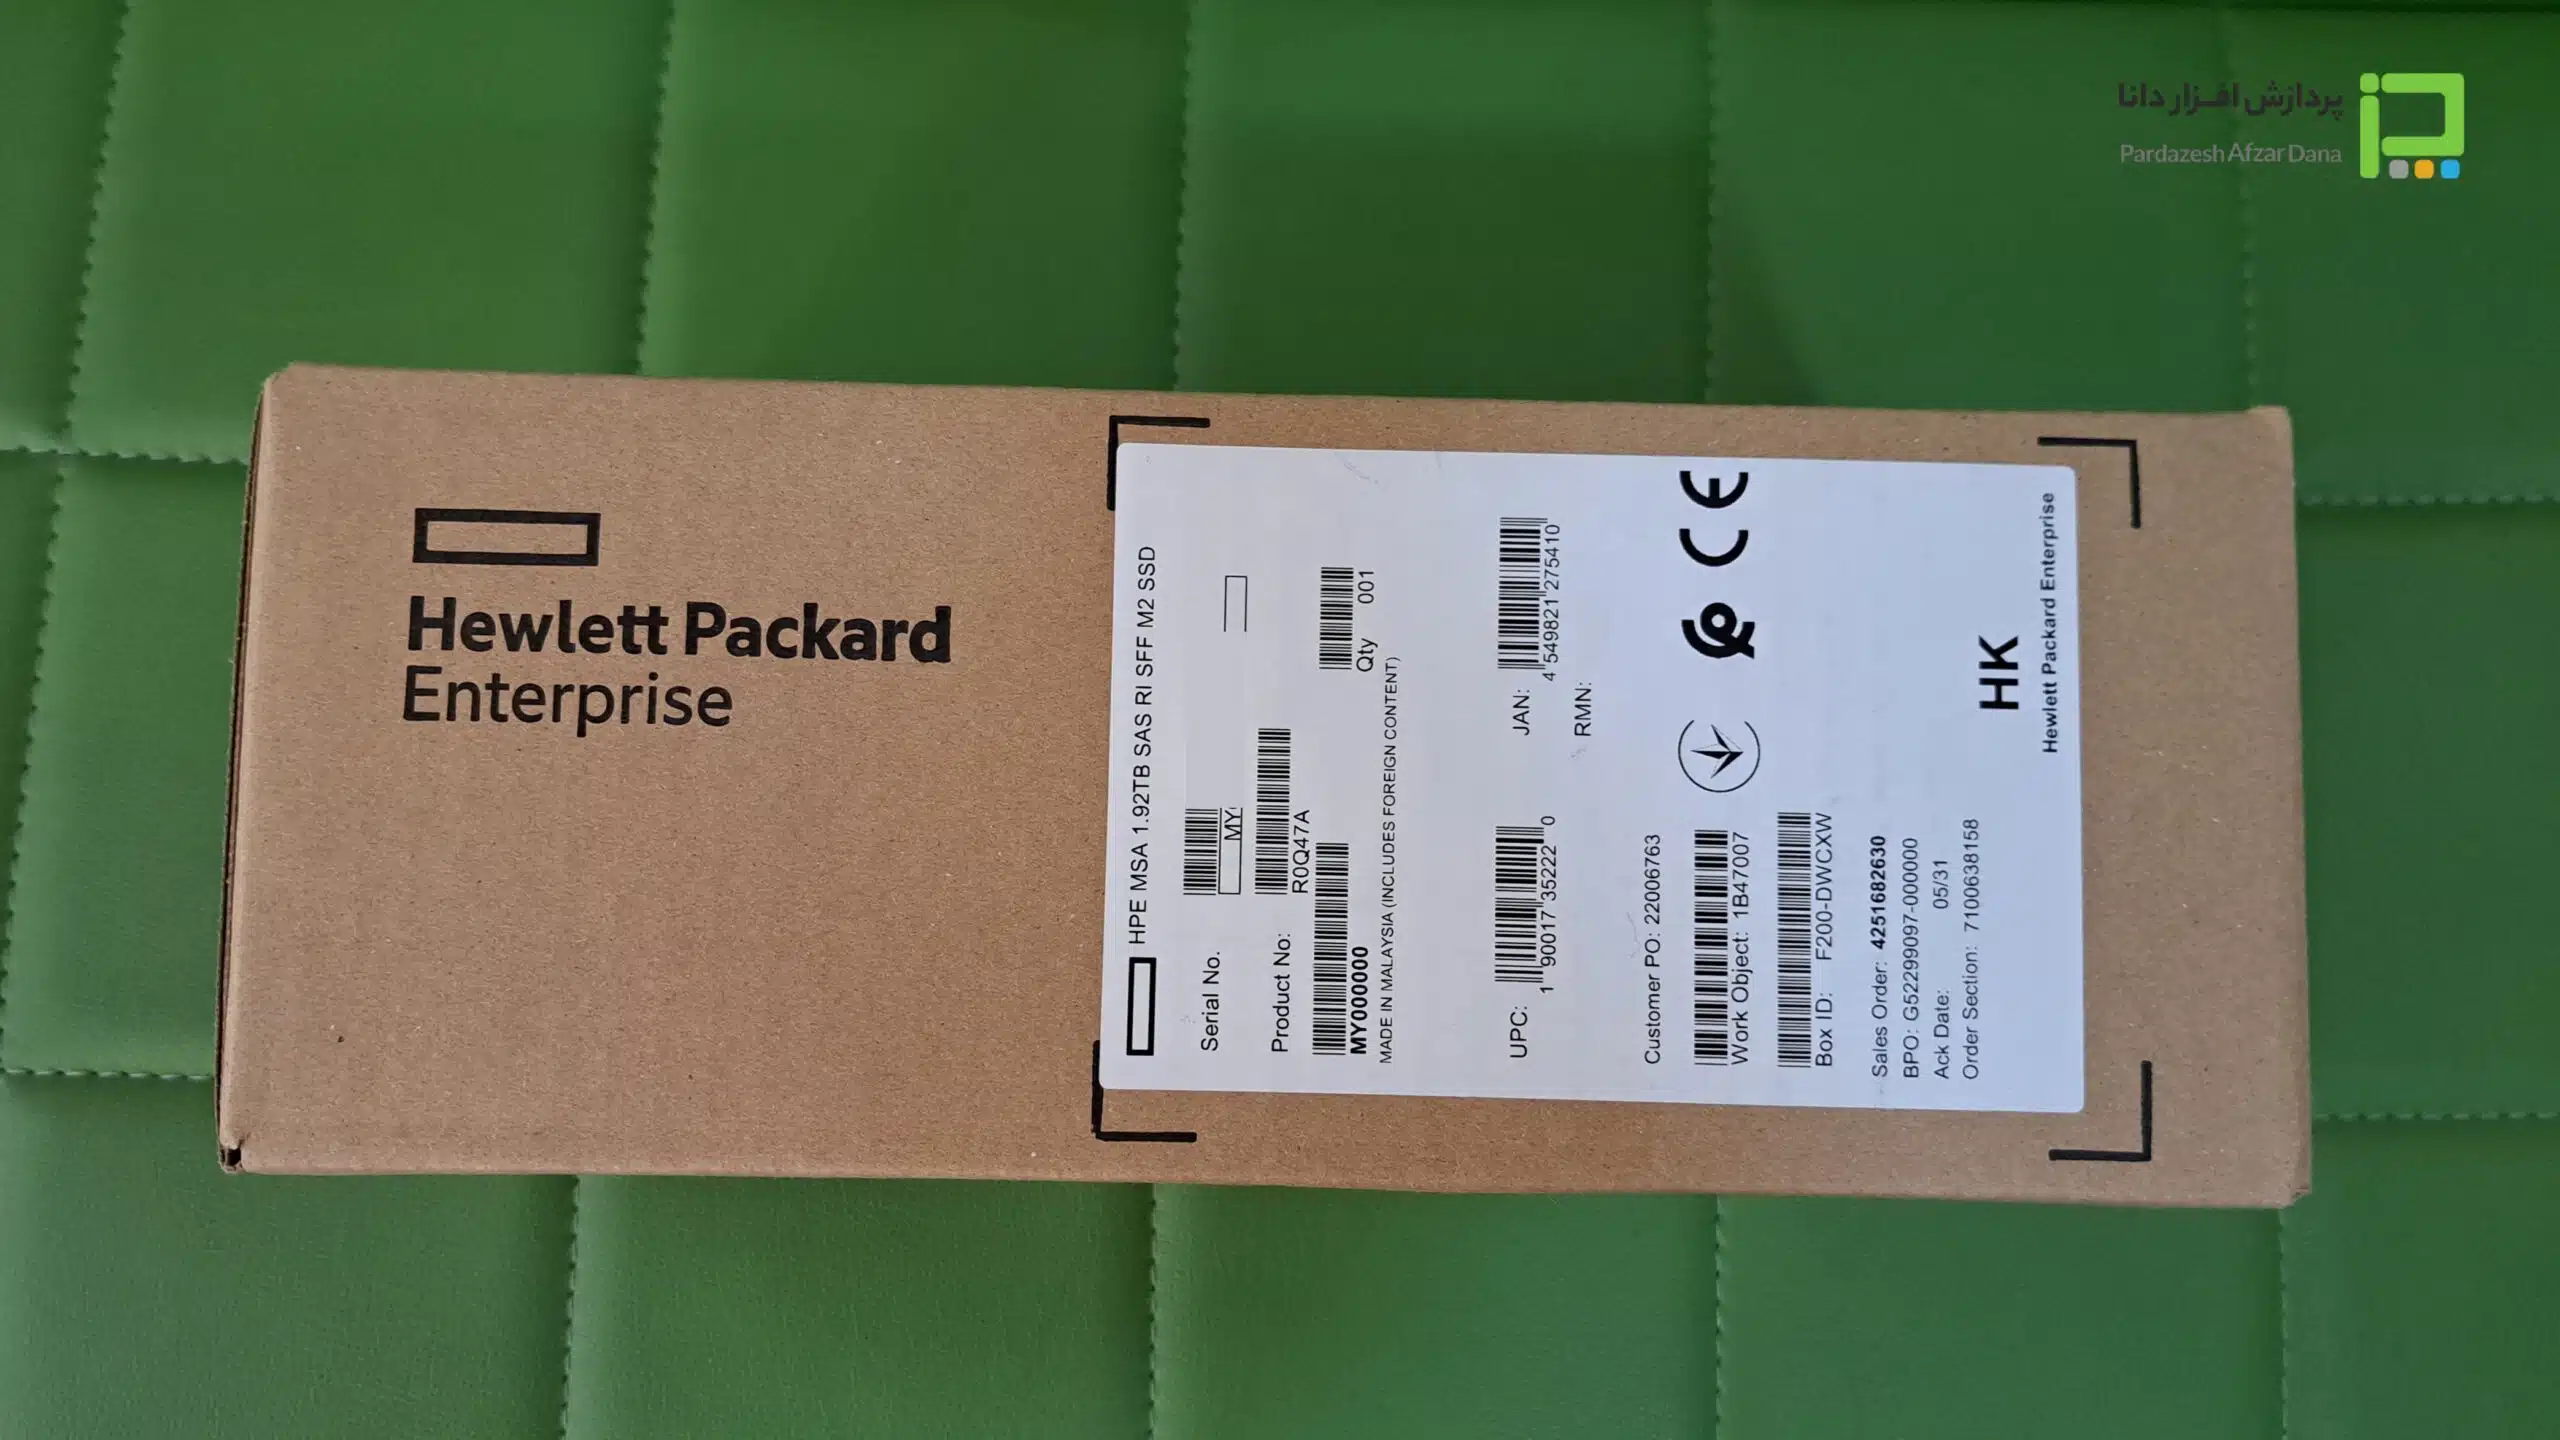 پردازش افزار دانا
Pardazesh Afzar Dana
Hewlett Packard
Enterprise
HPE MSA 1.92TB SAS RI SFF M2 SSD
Serial No.
MY
Product No:
R0Q47A
MY000000
Qty 001
MADE IN MALAYSIA (INCLUDES FOREIGN CONTENT)
UPC:
1 90017 35222 0
JAN:
4 549821 275410
RMN:
Customer PO: 22006763
Work Object: 1B47007
Box ID: F200-DWCXW
Sales Order: 4251682630
BPO: G52299097-000000
Ack Date: 05/31
Order Section: 7100638158
CE
HK
Hewlett Packard Enterprise